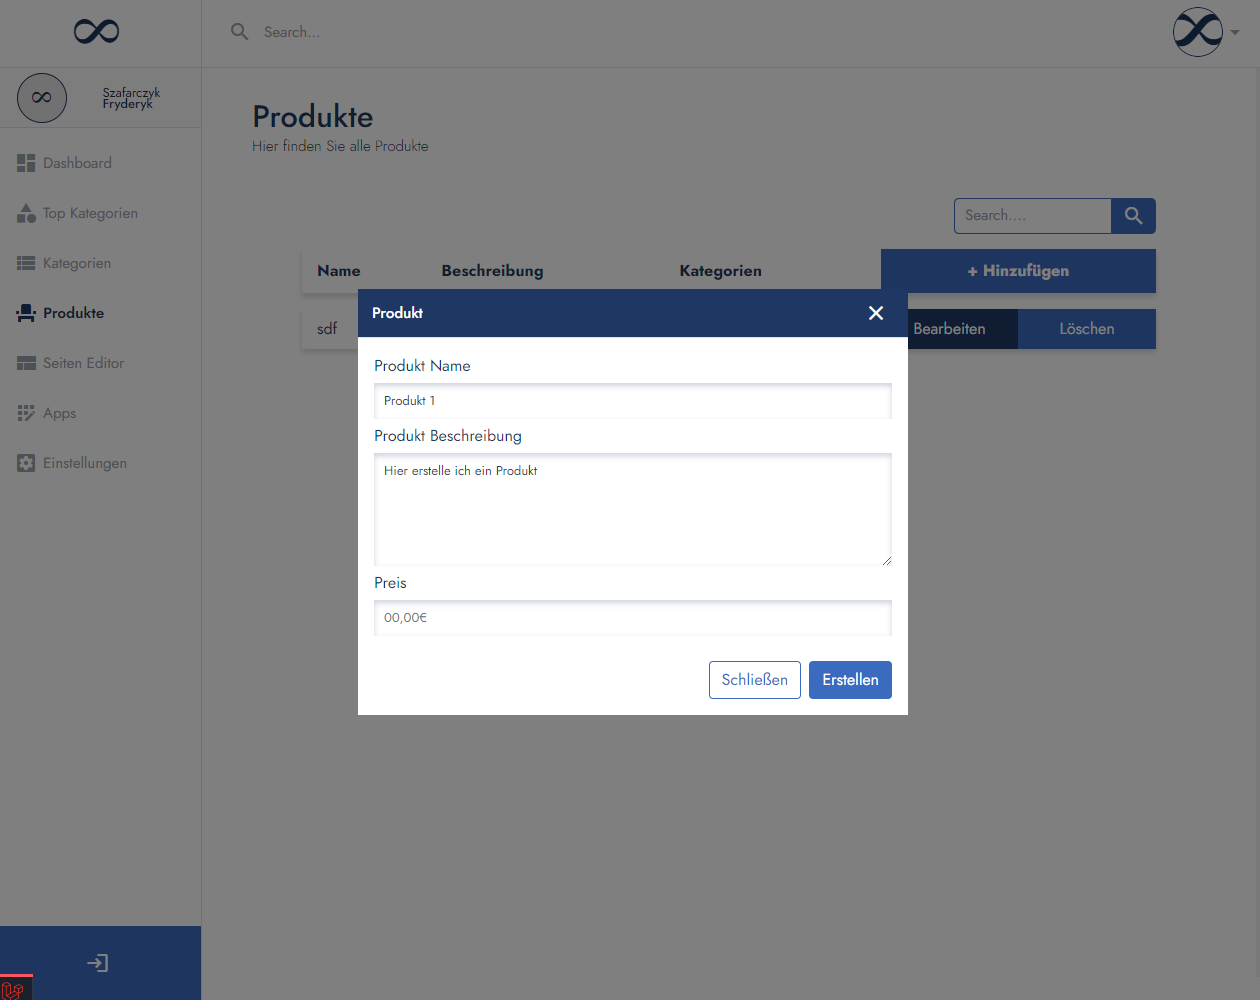 Search...
Szafarczyk
Fryderyk
Dashboard
Top Kategorien
Kategorien
Produkte
Seiten Editor
Apps
Einstellungen
Produkte
Hier finden Sie alle Produkte
Search....
Name Beschreibung Kategorien + Hinzufügen
sdf Bearbeiten Löschen
Produkt
Produkt Name
Produkt 1
Produkt Beschreibung
Hier erstelle ich ein Produkt
Preis
00,00€
Schließen Erstellen